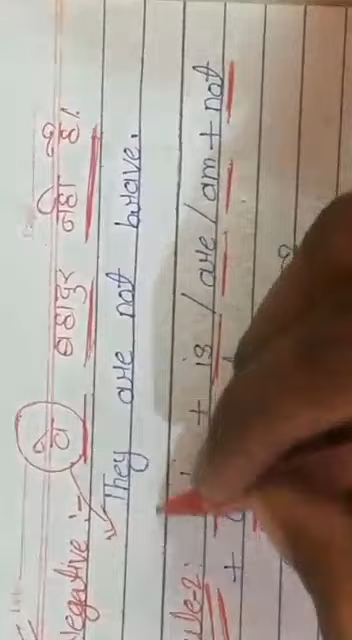 Negative :- वे बहादुर नहीं है।
They are not brave.
+ is / are / am + not
+